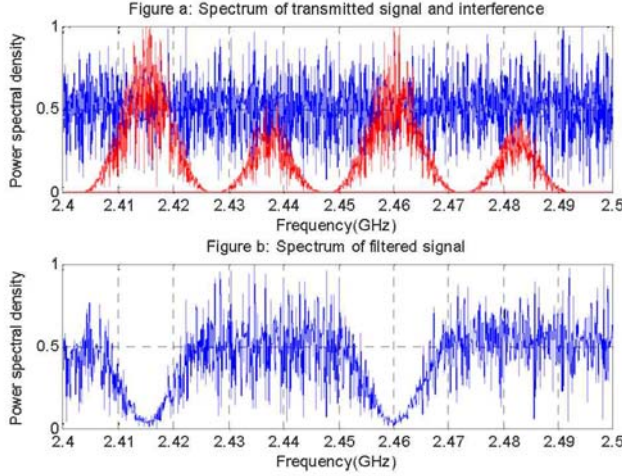 Figure a: Spectrum of transmitted signal and interference
1
0.5
0
Power spectral density
2.4 2.41 2.42 2.43 2.44 2.45 2.46 2.47 2.48 2.49 2.5
Frequency(GHz)
Figure b: Spectrum of filtered signal
1
0.5
0
Power spectral density
2.4 2.41 2.42 2.43 2.44 2.45 2.46 2.47 2.48 2.49 2.5
Frequency(GHz)